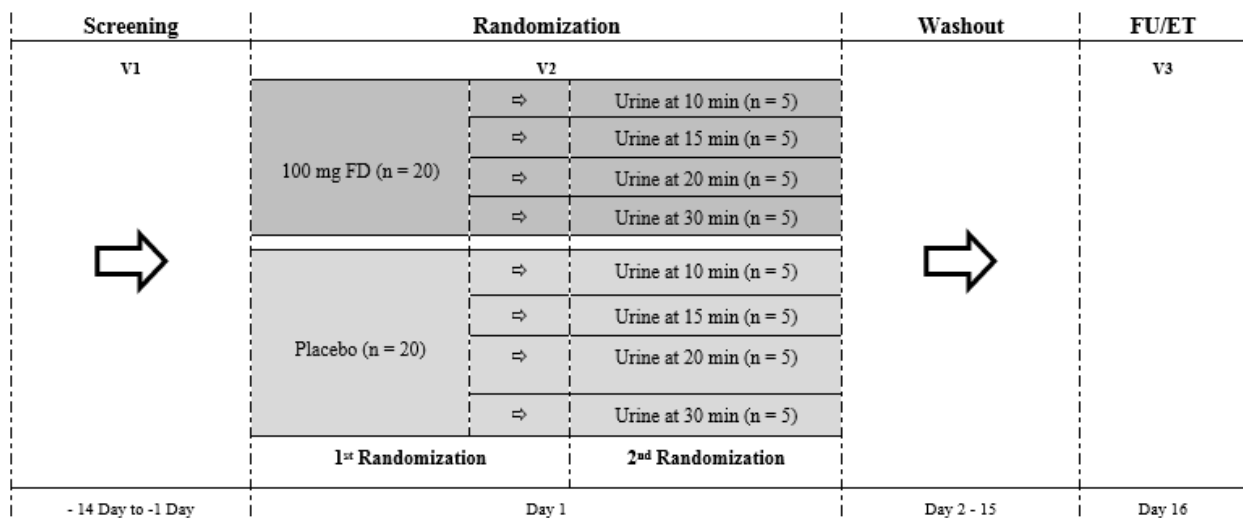 Screening Randomization Washout FU/ET
V1 V2 V3
⇨ Urine at 10 min (n = 5)
⇨ Urine at 15 min (n = 5)
100 mg FD (n = 20)
⇨ Urine at 20 min (n = 5)
⇨ Urine at 30 min (n = 5)
⇨ Urine at 10 min (n = 5)
⇨ Urine at 15 min (n = 5)
Placebo (n = 20) ⇨ Urine at 20 min (n = 5)
⇨ Urine at 30 min (n = 5)
1st Randomization 2nd Randomization
- 14 Day to -1 Day Day 1 Day 2 - 15 Day 16